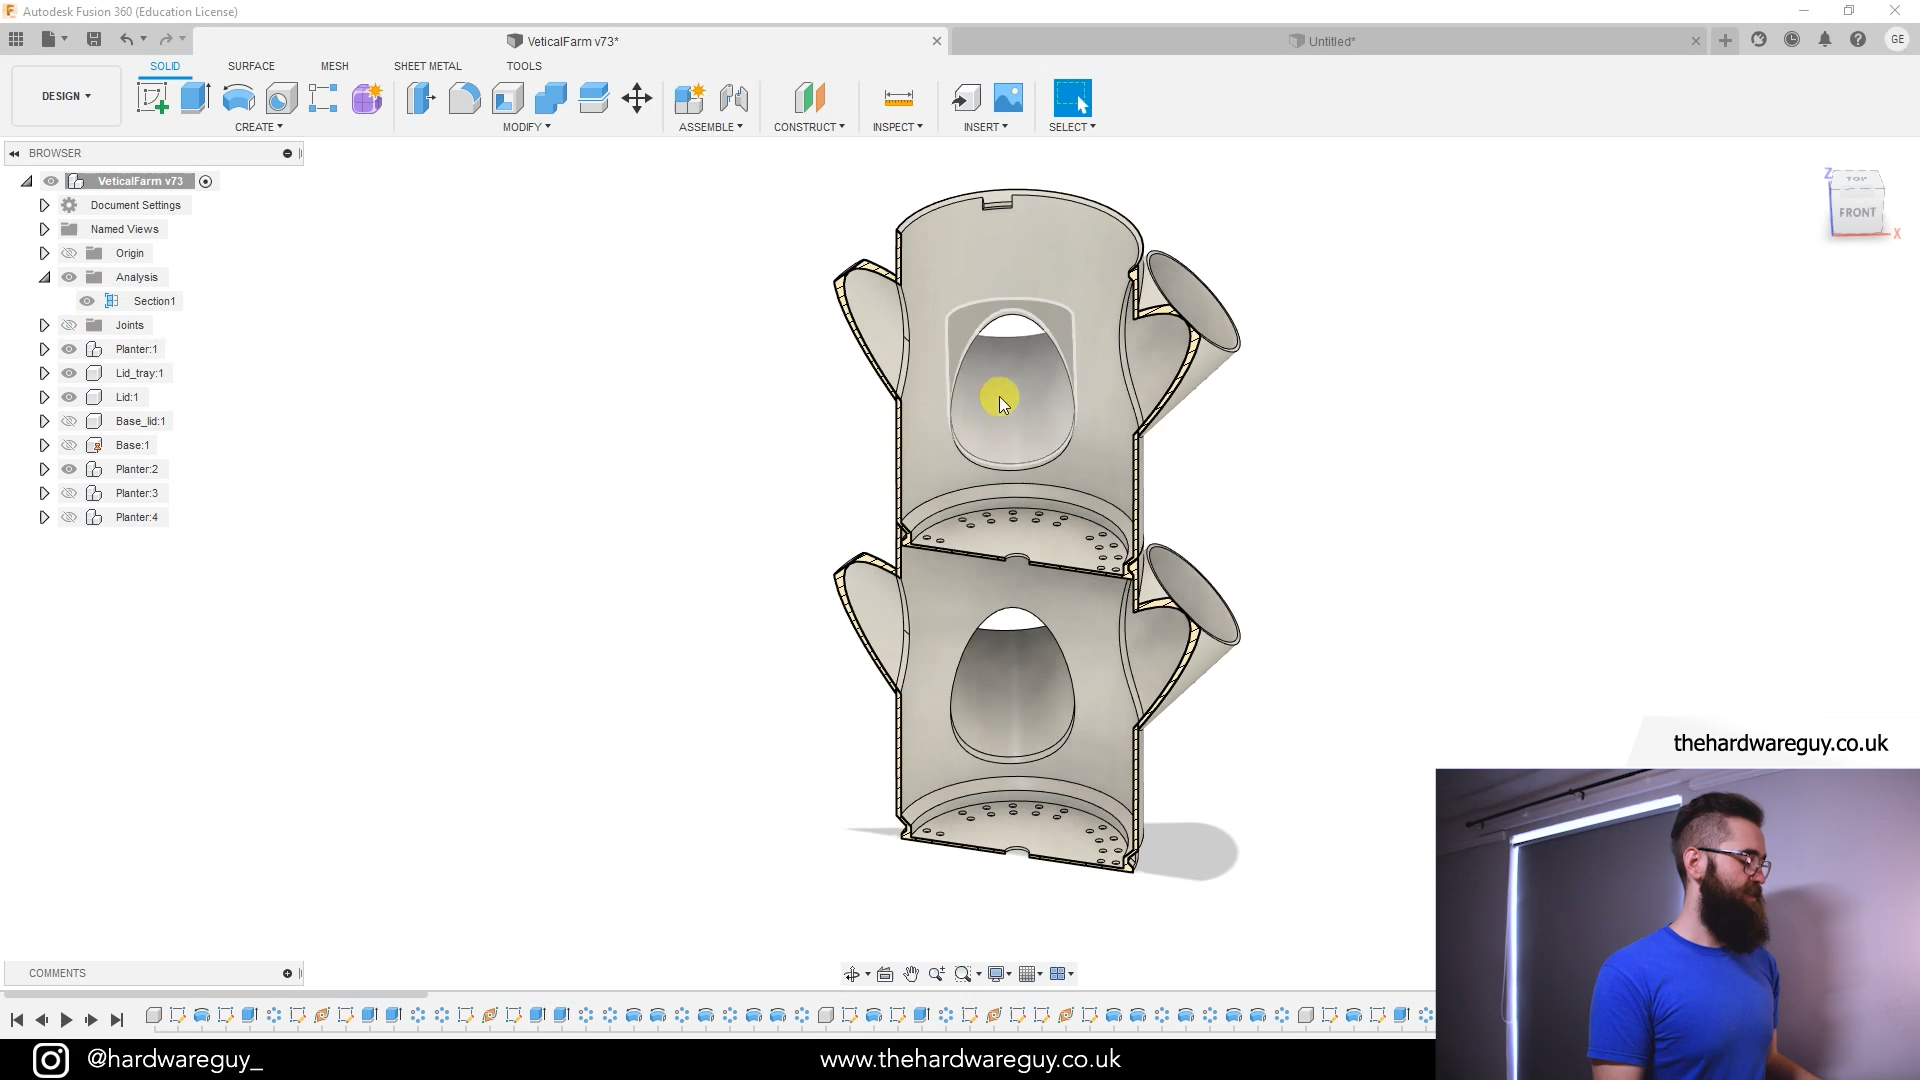 Autodesk Fusion 360 (Education License)
VeticalFarm v73*
Untitled*
GE
DESIGN
SOLID
SURFACE
MESH
SHEET METAL
TOOLS
CREATE
MODIFY
ASSEMBLE
CONSTRUCT
INSPECT
INSERT
SELECT
BROWSER
VeticalFarm v73
Document Settings
Named Views
Origin
Analysis
Section1
Joints
Planter:1
Lid_tray:1
Lid:1
Base_lid:1
Base:1
Planter:2
Planter:3
Planter:4
Z
TOP
FRONT
X
thehardwareguy.co.uk
COMMENTS
@hardwareguy_
www.thehardwareguy.co.uk